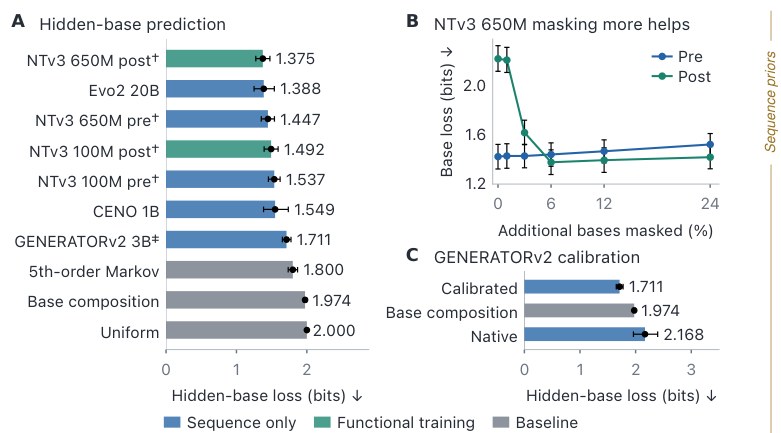 A Hidden-base prediction
NTv3 650M post† 1.375
Evo2 20B 1.388
NTv3 650M pre† 1.447
NTv3 100M post† 1.492
NTv3 100M pre† 1.537
CENO 1B 1.549
GENERATORv2 3B‡ 1.711
5th-order Markov 1.800
Base composition 1.974
Uniform 2.000
0 1 2
Hidden-base loss (bits) ↓
B NTv3 650M masking more helps
Base loss (bits) ↓
2.0
1.6
1.2
Pre
Post
0 6 12 24
Additional bases masked (%)
C GENERATORv2 calibration
Calibrated 1.711
Base composition 1.974
Native 2.168
0 1 2 3
Hidden-base loss (bits) ↓
Sequence only Functional training Baseline
Sequence priors